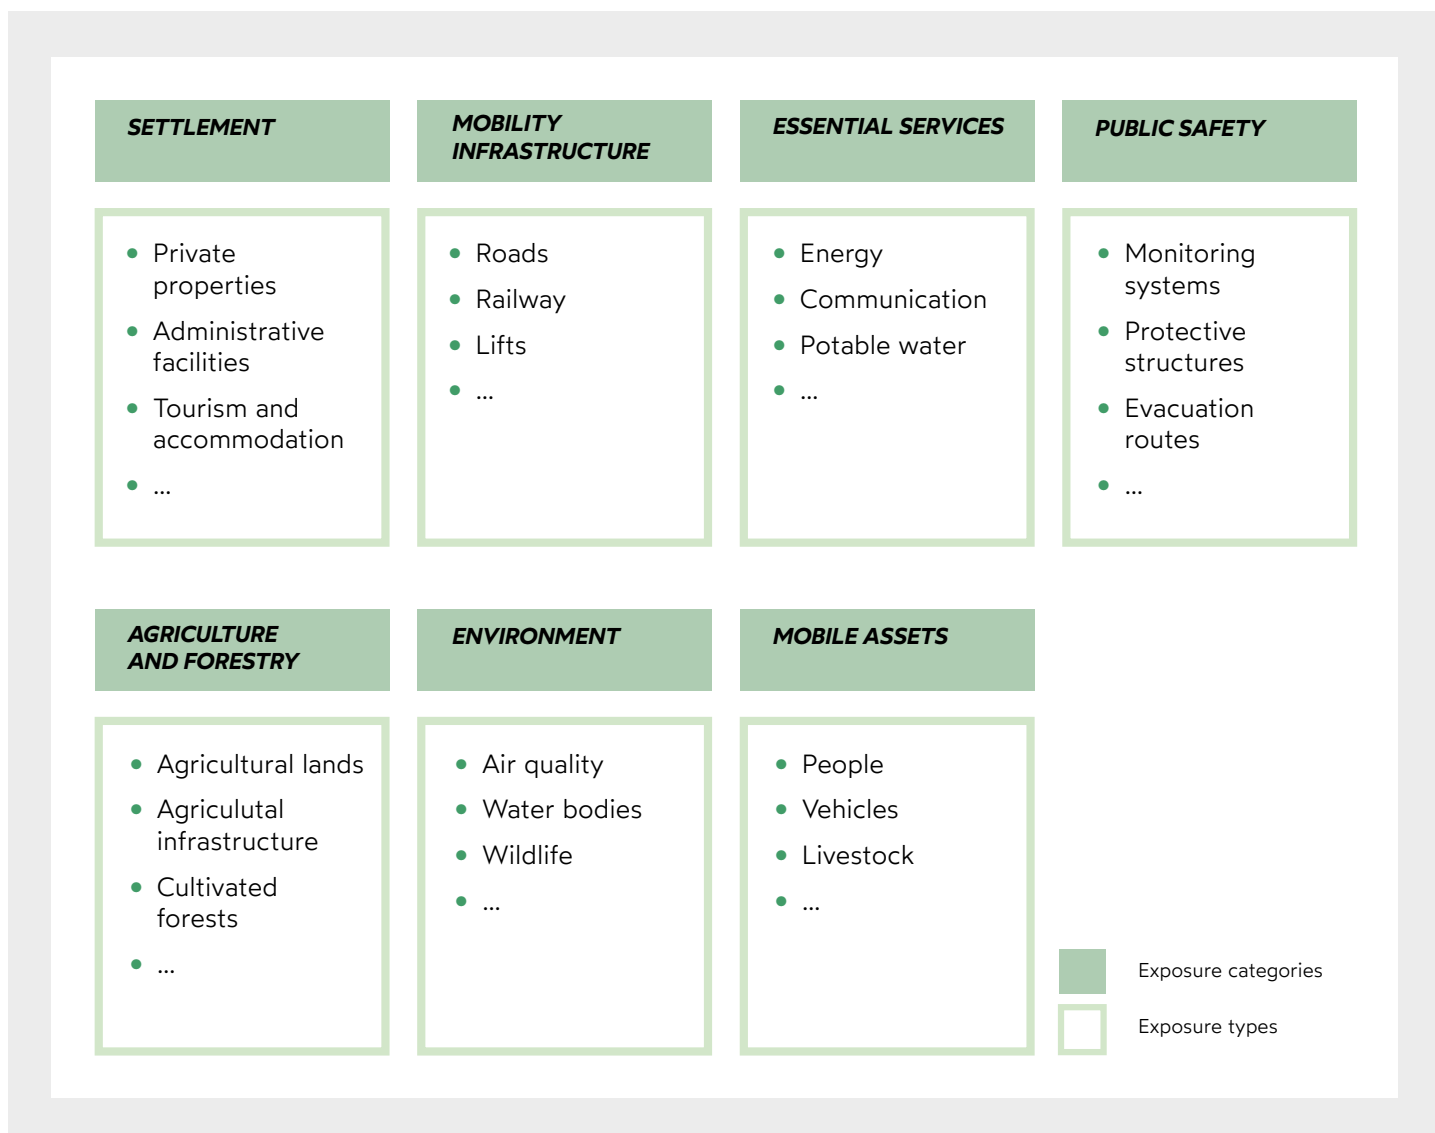 SETTLEMENT
• Private
properties
• Administrative
facilities
• Tourism and
accommodation
• ...
MOBILITY
INFRASTRUCTURE
• Roads
• Railway
• Lifts
• ...
ESSENTIAL SERVICES
• Energy
• Communication
• Potable water
• ...
PUBLIC SAFETY
• Monitoring
systems
• Protective
structures
• Evacuation
routes
• ...
AGRICULTURE
AND FORESTRY
• Agricultural lands
• Agriculutal
infrastructure
• Cultivated
forests
• ...
ENVIRONMENT
• Air quality
• Water bodies
• Wildlife
• ...
MOBILE ASSETS
• People
• Vehicles
• Livestock
• ...
Exposure categories
Exposure types